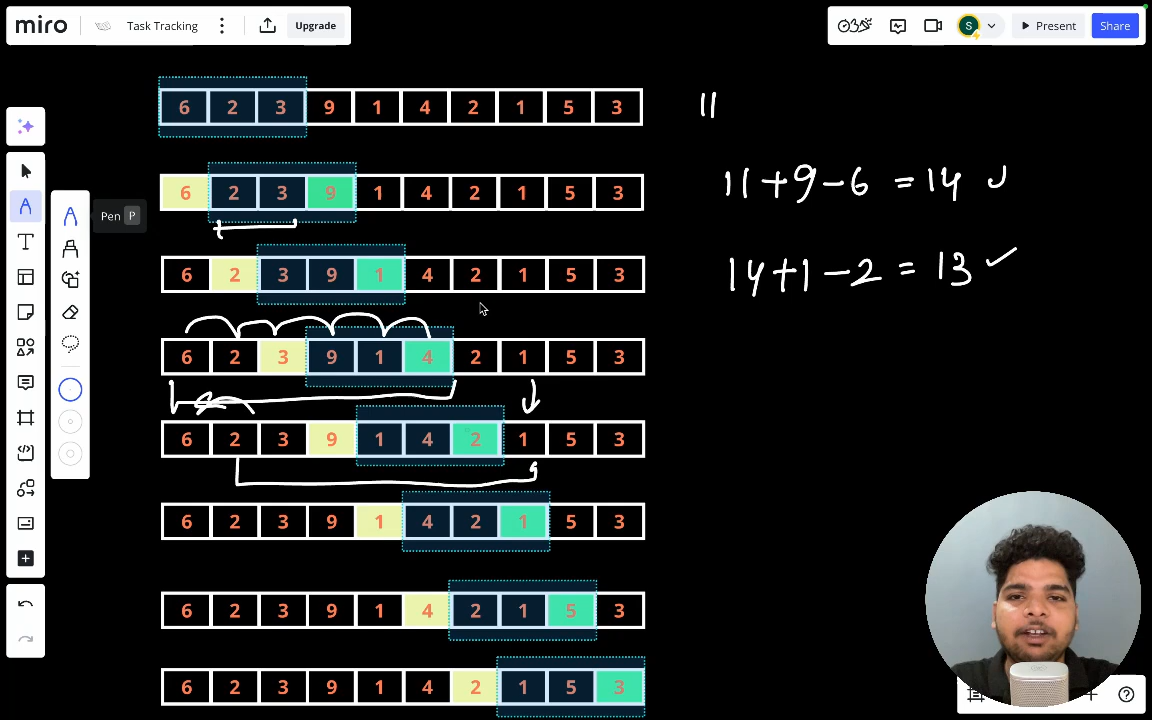 miro Task Tracking Upgrade S Present Share
6 2 3 9 1 4 2 1 5 3 11
6 2 3 9 1 4 2 1 5 3 11+9-6 = 14 ✓
Pen P
6 2 3 9 1 4 2 1 5 3 14+1-2 = 13 ✓
6 2 3 9 1 4 2 1 5 3
6 2 3 9 1 4 2 1 5 3
6 2 3 9 1 4 2 1 5 3
6 2 3 9 1 4 2 1 5 3
6 2 3 9 1 4 2 1 5 3